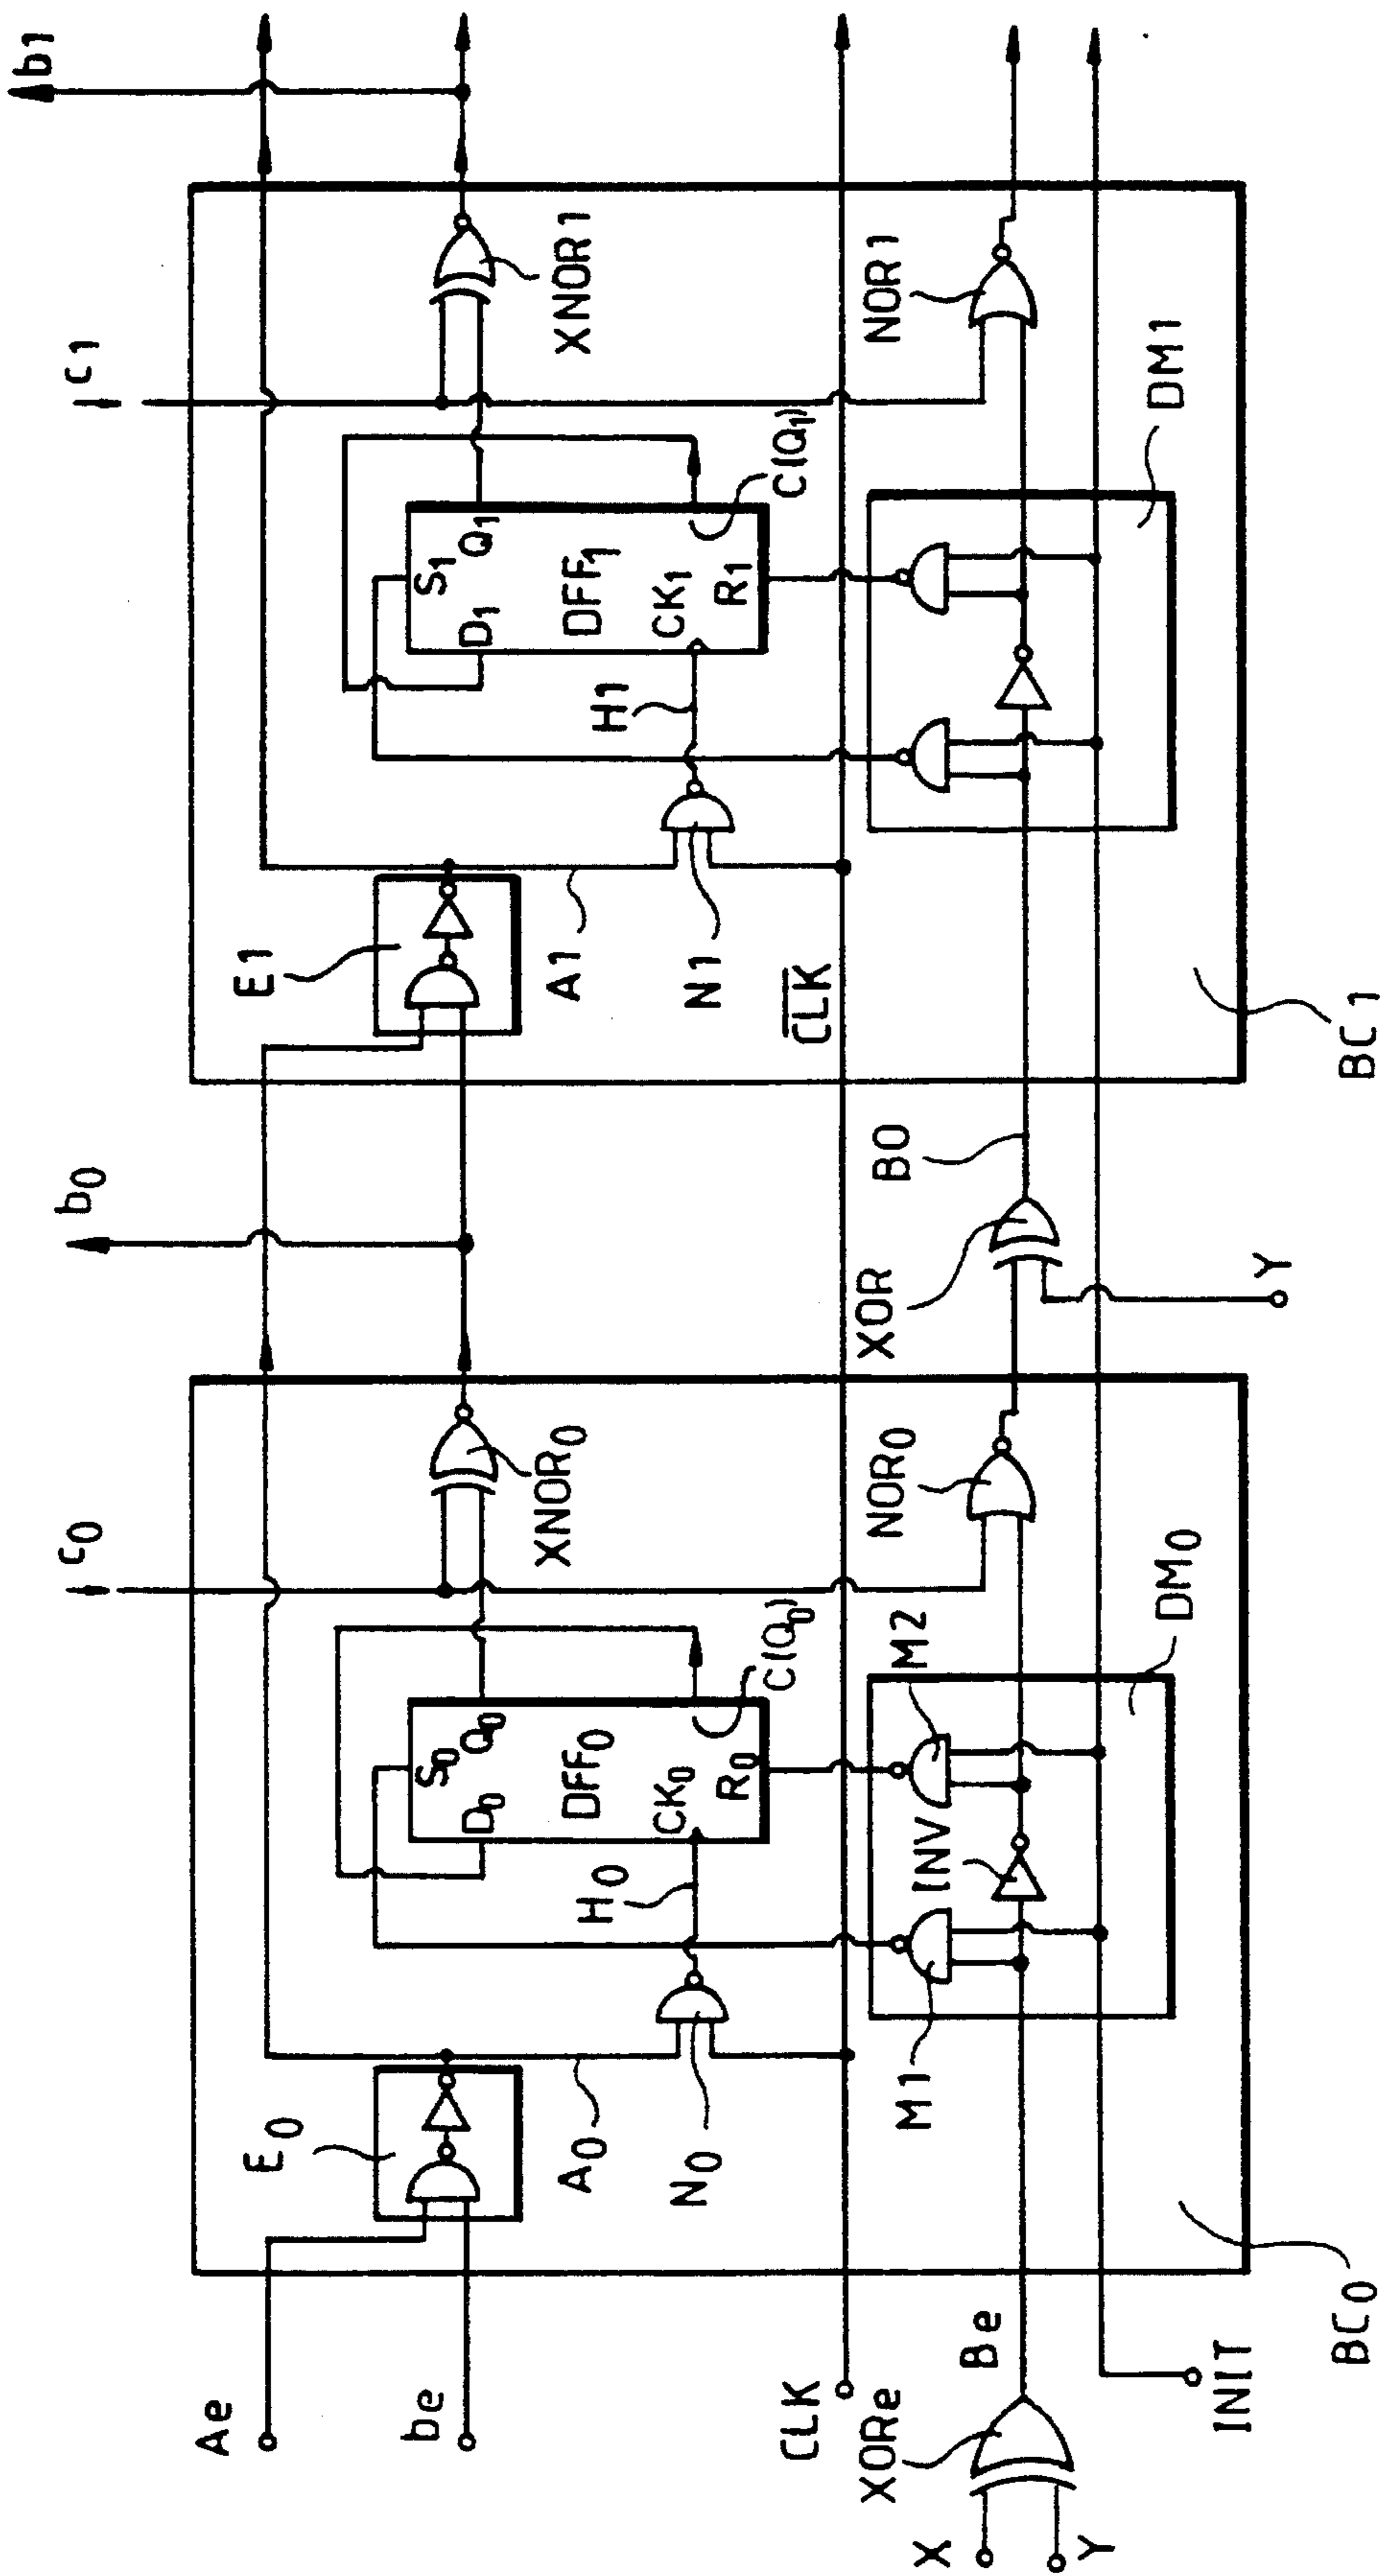 Ae
be
E0
A0
N0
H0
S0
Q0
D0
DFF0
CK0
R0
C(Q0)
c0
XNOR0
b0
CLK
XORe
X
Y
Be
INIT
M1
INV
M2
DM0
NOR0
XOR
Y
B0
BC0
E1
A1
N1
H1
S1
Q1
D1
DFF1
CK1
R1
C(Q1)
c1
XNOR1
b1
CLK
DM1
NOR1
BC1